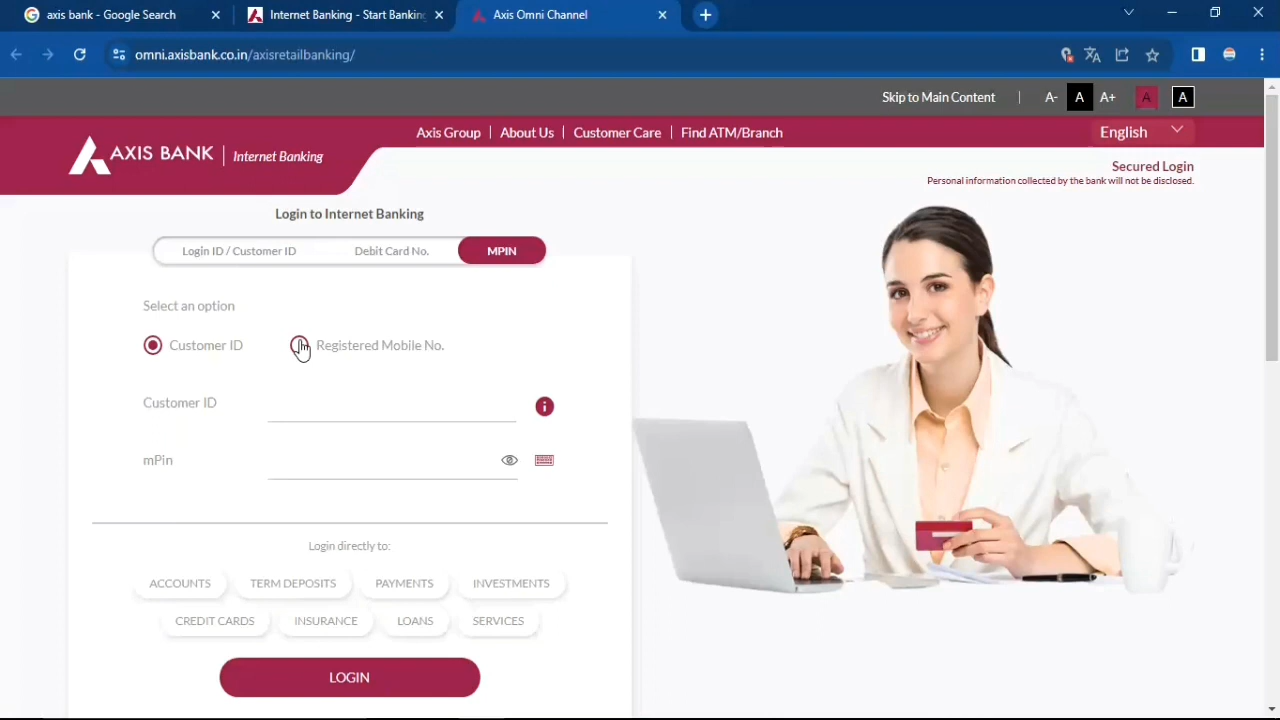 axis bank - Google Search
Internet Banking - Start Banking
Axis Omni Channel
omni.axisbank.co.in/axisretailbanking/
Skip to Main Content | A- A A+ A A
Axis Group | About Us | Customer Care | Find ATM/Branch
English
AXIS BANK | Internet Banking
Secured Login
Personal information collected by the bank will not be disclosed.
Login to Internet Banking
Login ID / Customer ID Debit Card No. MPIN
Select an option
Customer ID Registered Mobile No.
Customer ID
mPin
Login directly to:
ACCOUNTS TERM DEPOSITS PAYMENTS INVESTMENTS
CREDIT CARDS INSURANCE LOANS SERVICES
LOGIN